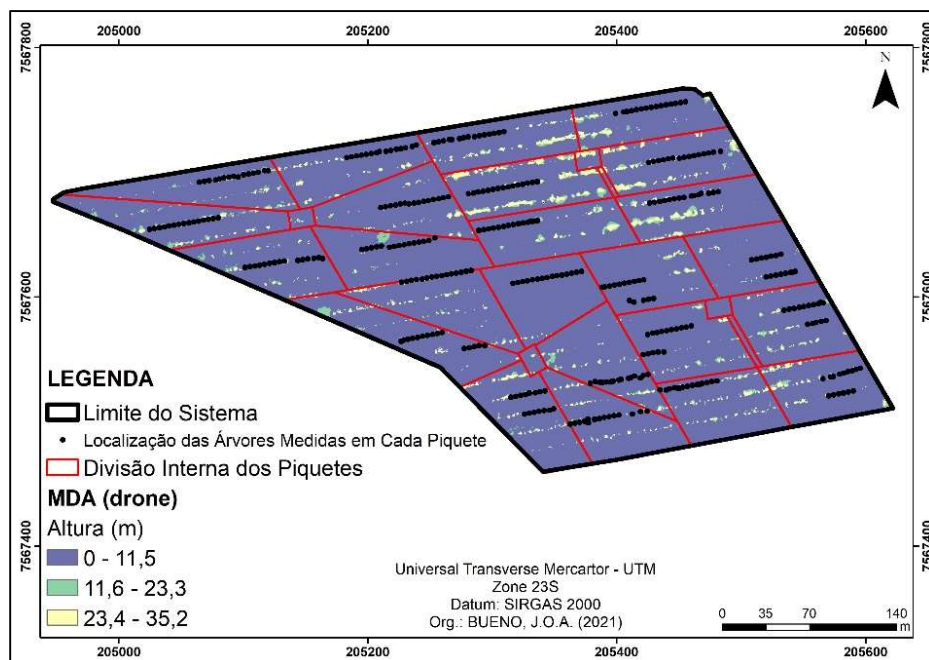 205000 205200 205400 205600
7567800 7567800
N
7567600 7567600
LEGENDA
Limite do Sistema
Localização das Árvores Medidas em Cada Piquete
Divisão Interna dos Piquetes
MDA (drone)
Altura (m)
0 - 11,5
11,6 - 23,3
23,4 - 35,2
7567400 7567400
Universal Transverse Mercartor - UTM
Zone 23S
Datum: SIRGAS 2000
Org.: BUENO, J.O.A. (2021)
0 35 70 140
m
205000 205200 205400 205600